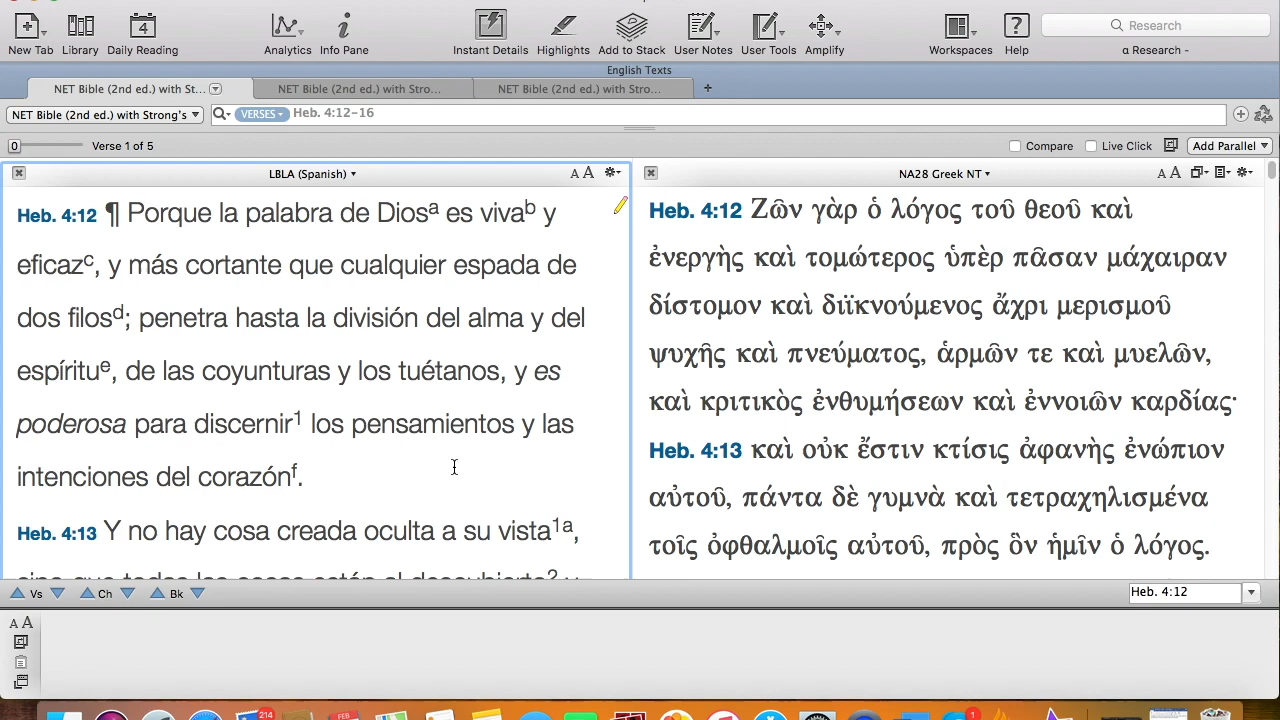 New Tab Library 4 Daily Reading Analytics Info Pane Instant Details Highlights Add to Stack User Notes User Tools Amplify Workspaces Help Research
α Research -
English Texts
NET Bible (2nd ed.) with St... NET Bible (2nd ed.) with Stro... NET Bible (2nd ed.) with Stro... +
NET Bible (2nd ed.) with Strong's VERSES Heb. 4:12-16
0 Verse 1 of 5 Compare Live Click Add Parallel
LBLA (Spanish) A A
Heb. 4:12 ¶ Porque la palabra de Diosᵃ es vivaᵇ y
eficazᶜ, y más cortante que cualquier espada de
dos filosᵈ; penetra hasta la división del alma y del
espírituᵉ, de las coyunturas y los tuétanos, y es
poderosa para discernir¹ los pensamientos y las
intenciones del corazónᶠ.
Heb. 4:13 Y no hay cosa creada oculta a su vista¹ᵃ,
NA28 Greek NT A A
Heb. 4:12 Ζῶν γὰρ ὁ λόγος τοῦ θεοῦ καὶ
ἐνεργὴς καὶ τομώτερος ὑπὲρ πᾶσαν μάχαιραν
δίστομον καὶ διϊκνούμενος ἄχρι μερισμοῦ
ψυχῆς καὶ πνεύματος, ἁρμῶν τε καὶ μυελῶν,
καὶ κριτικὸς ἐνθυμήσεων καὶ ἐννοιῶν καρδίας·
Heb. 4:13 καὶ οὐκ ἔστιν κτίσις ἀφανὴς ἐνώπιον
αὐτοῦ, πάντα δὲ γυμνὰ καὶ τετραχηλισμένα
τοῖς ὀφθαλμοῖς αὐτοῦ, πρὸς ὃν ἡμῖν ὁ λόγος.
Vs Ch Bk Heb. 4:12
A A
214 FEB 1